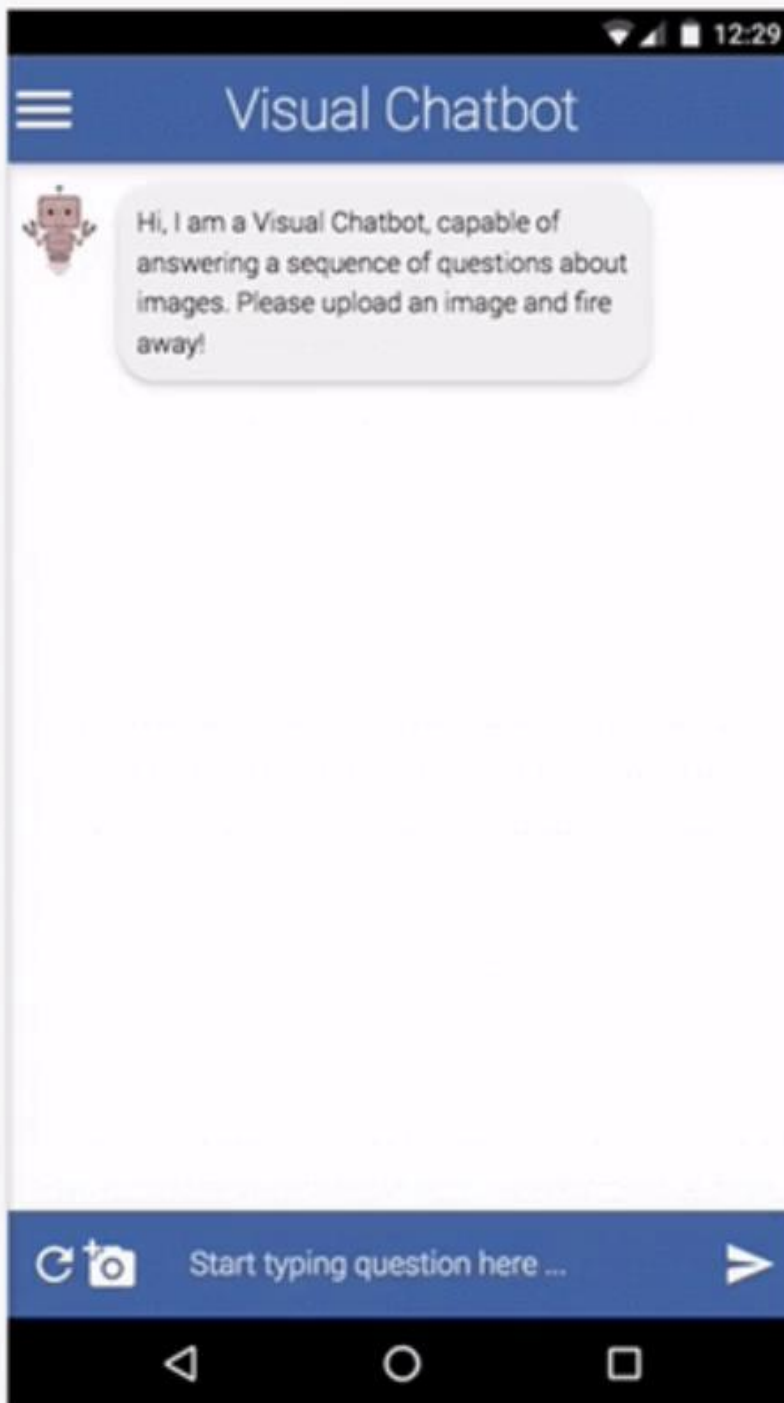 12:29
Visual Chatbot
Hi, I am a Visual Chatbot, capable of
answering a sequence of questions about
images. Please upload an image and fire
away!
Start typing question here ...